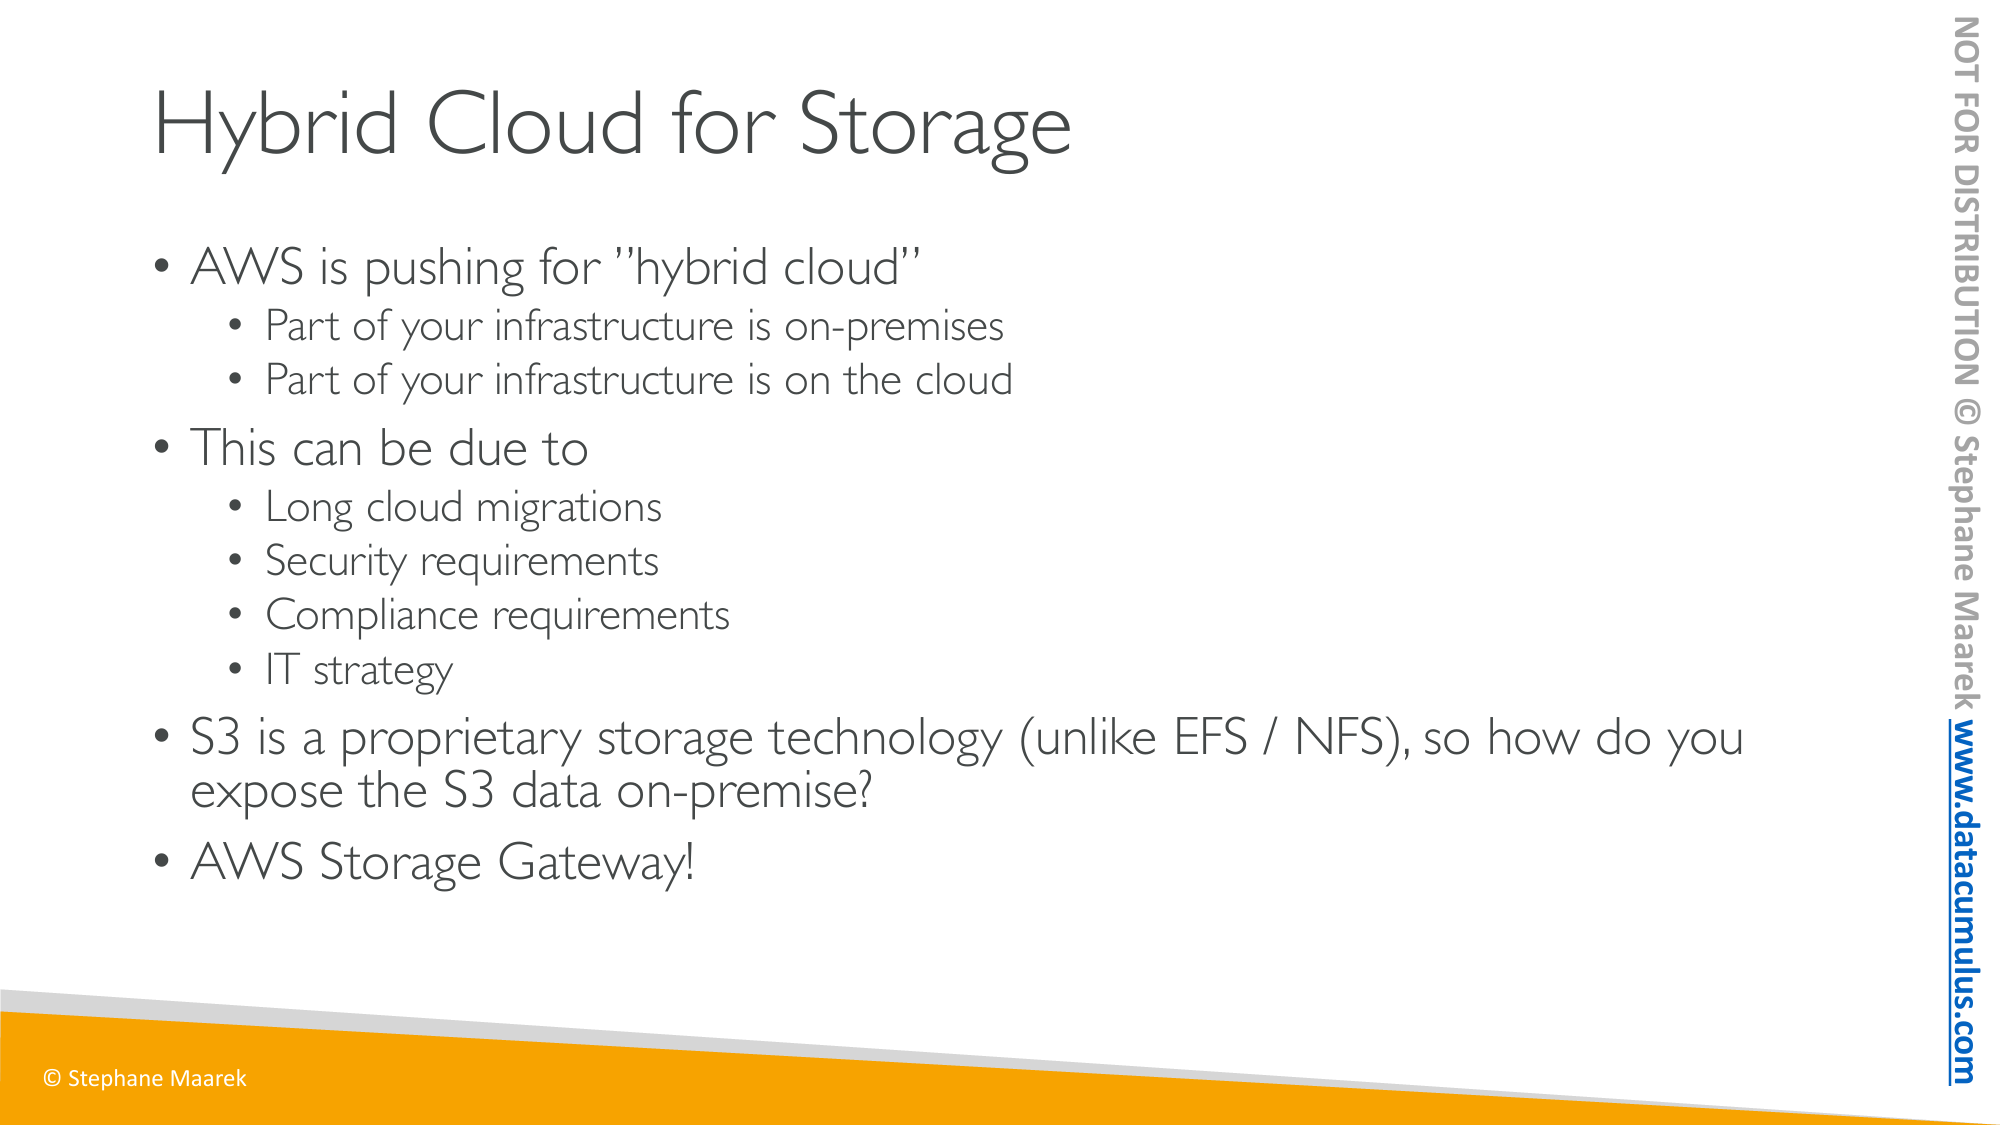 Hybrid Cloud for Storage
• AWS is pushing for ”hybrid cloud”
• Part of your infrastructure is on-premises
• Part of your infrastructure is on the cloud
• This can be due to
• Long cloud migrations
• Security requirements
• Compliance requirements
• IT strategy
• S3 is a proprietary storage technology (unlike EFS / NFS), so how do you
expose the S3 data on-premise?
• AWS Storage Gateway!
© Stephane Maarek
NOT FOR DISTRIBUTION © Stephane Maarek www.datacumulus.com